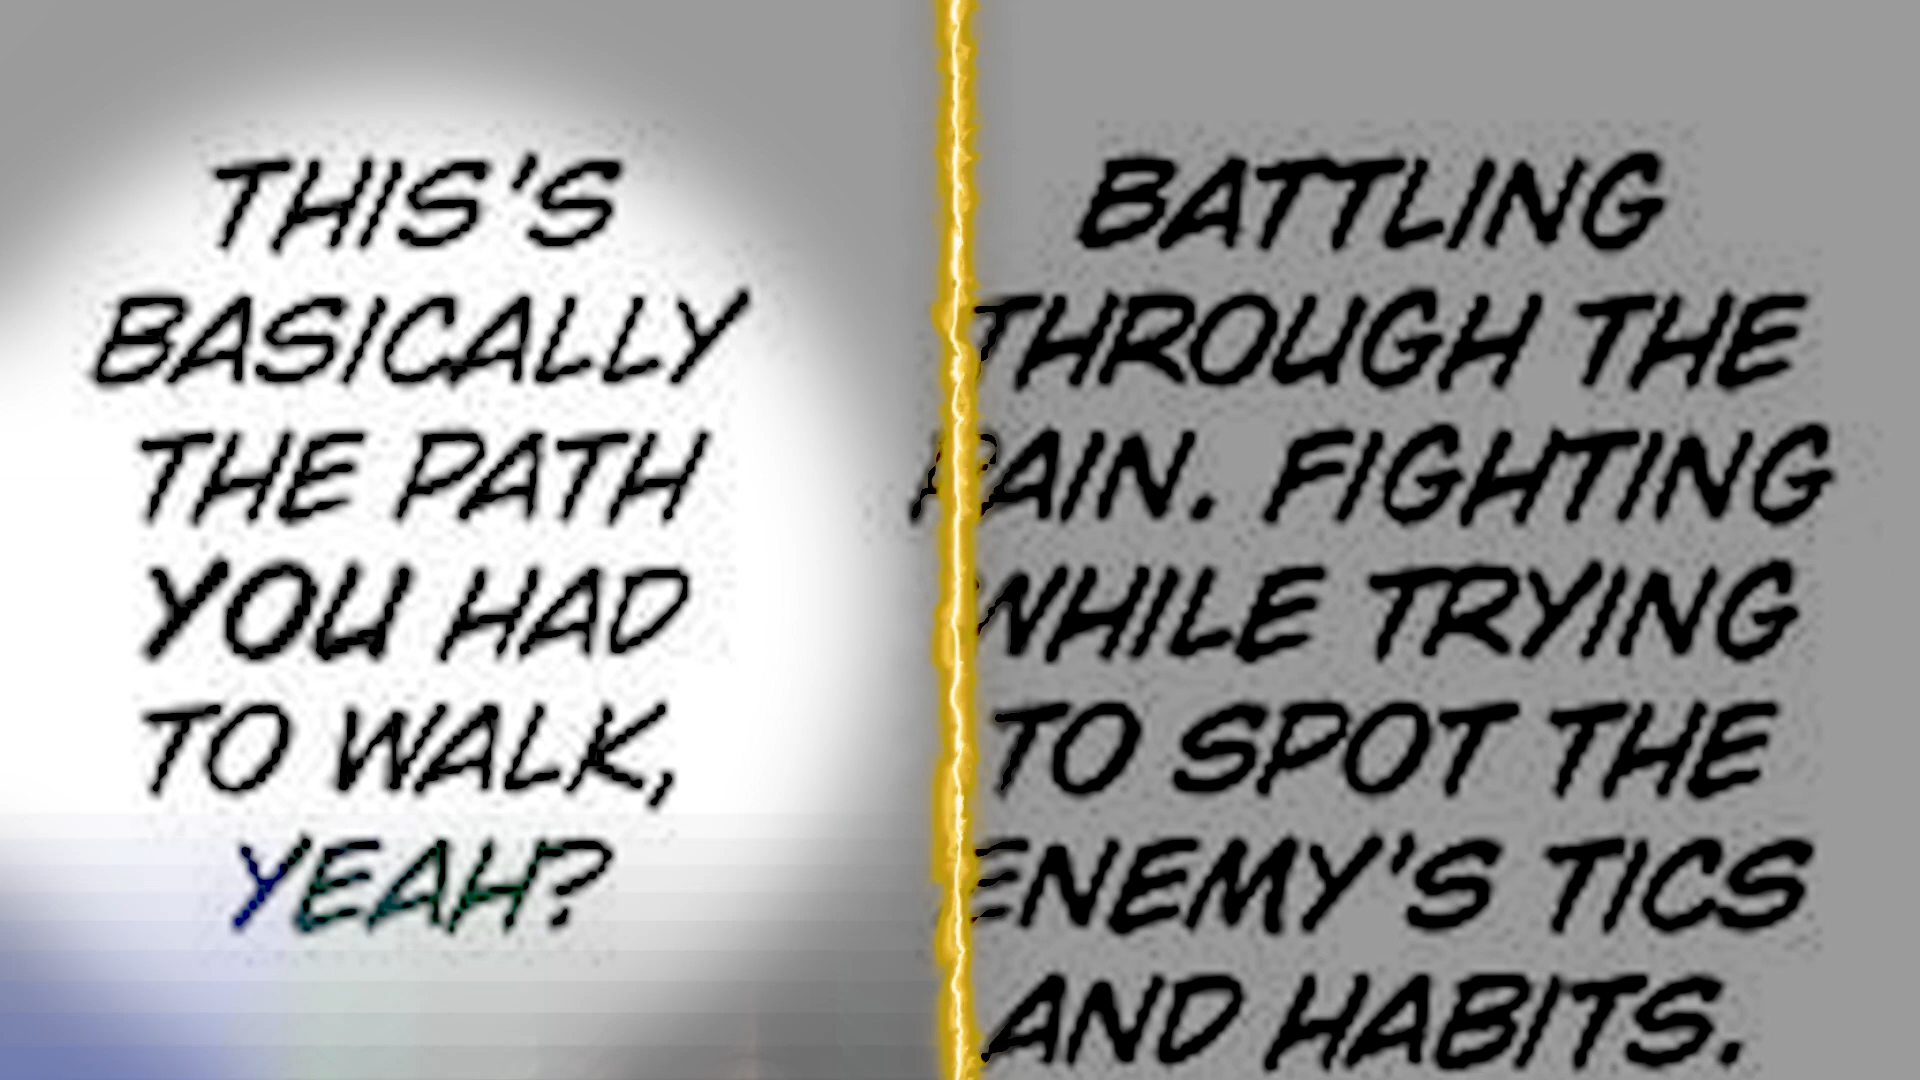 THIS'S
BASICALLY
THE PATH
YOU HAD
TO WALK,
YEAH?
BATTLING
THROUGH THE
PAIN. FIGHTING
WHILE TRYING
TO SPOT THE
ENEMY'S TICS
AND HABITS.